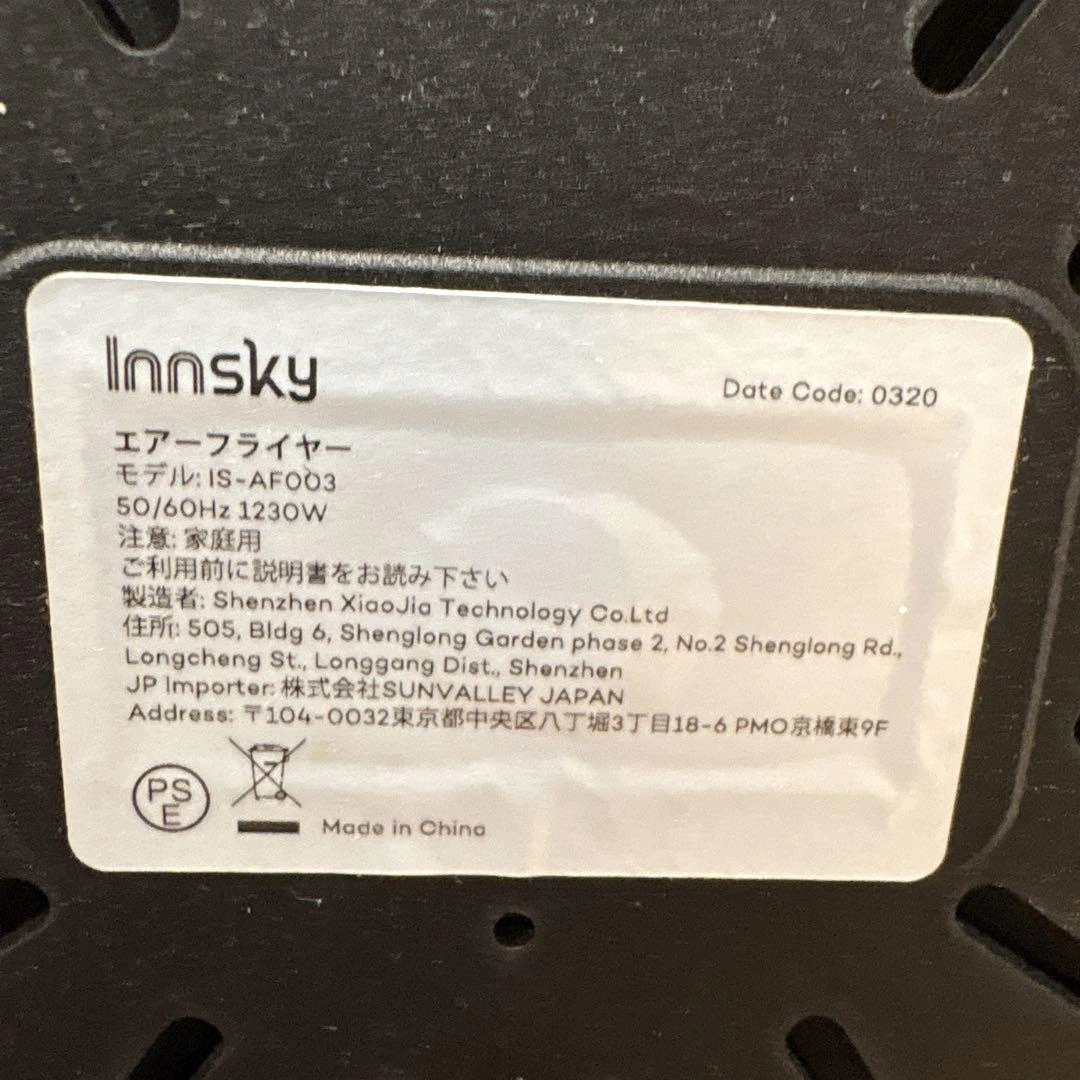 Innsky
Date Code: 0320
エアーフライヤー
モデル: IS-AF003
50/60Hz 1230W
注意: 家庭用
ご利用前に説明書をお読み下さい
製造者: Shenzhen XiaoJia Technology Co.Ltd
住所: 505, Bldg 6, Shenglong Garden phase 2, No.2 Shenglong Rd.,
Longcheng St., Longgang Dist., Shenzhen
JP Importer: 株式会社SUNVALLEY JAPAN
Address: 〒104-0032東京都中央区八丁堀3丁目18-6 PMO京橋東9F
PS
E
Made in China